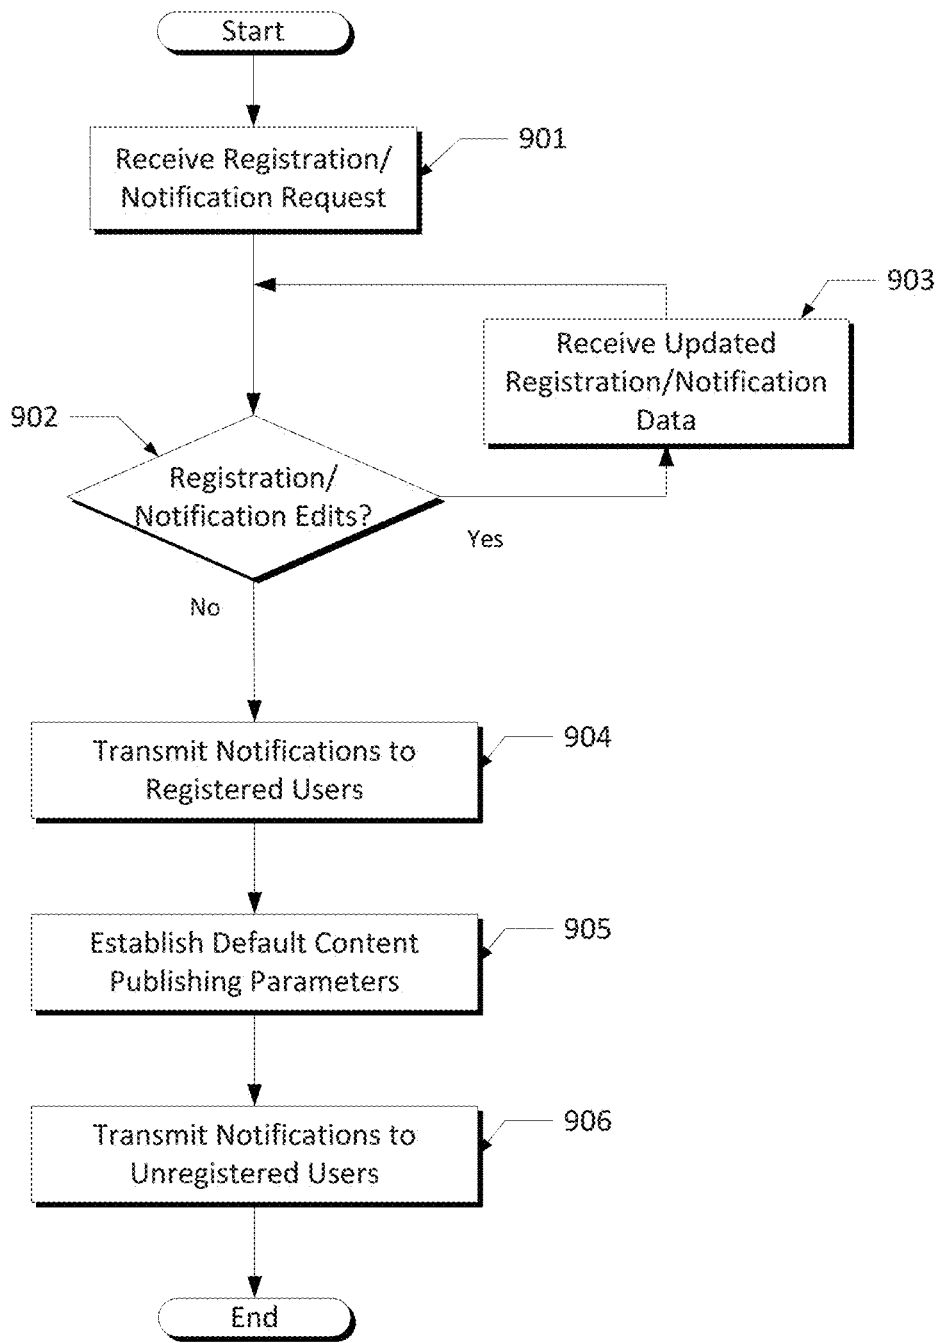 Start
Receive Registration/
Notification Request
901
903
Receive Updated
Registration/Notification
Data
902
Registration/
Notification Edits?
Yes
No
Transmit Notifications to
Registered Users
904
Establish Default Content
Publishing Parameters
905
Transmit Notifications to
Unregistered Users
906
End